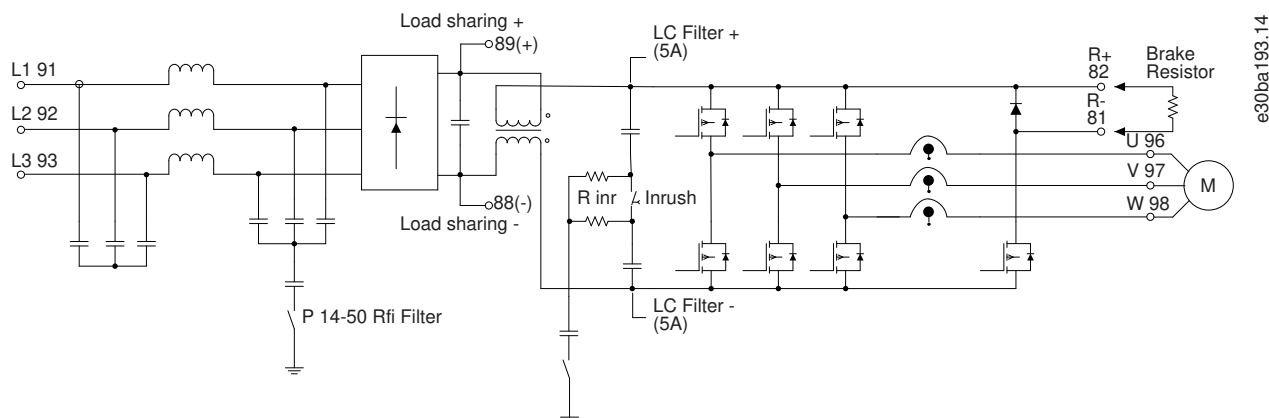 Load sharing +
89(+)
LC Filter +
(5A)
L1 91
L2 92
L3 93
R+
82
Brake
Resistor
R-
81
U 96
V 97
W 98
M
R inr
Inrush
88(-)
Load sharing -
LC Filter -
(5A)
P 14-50 Rfi Filter
e30ba193.14